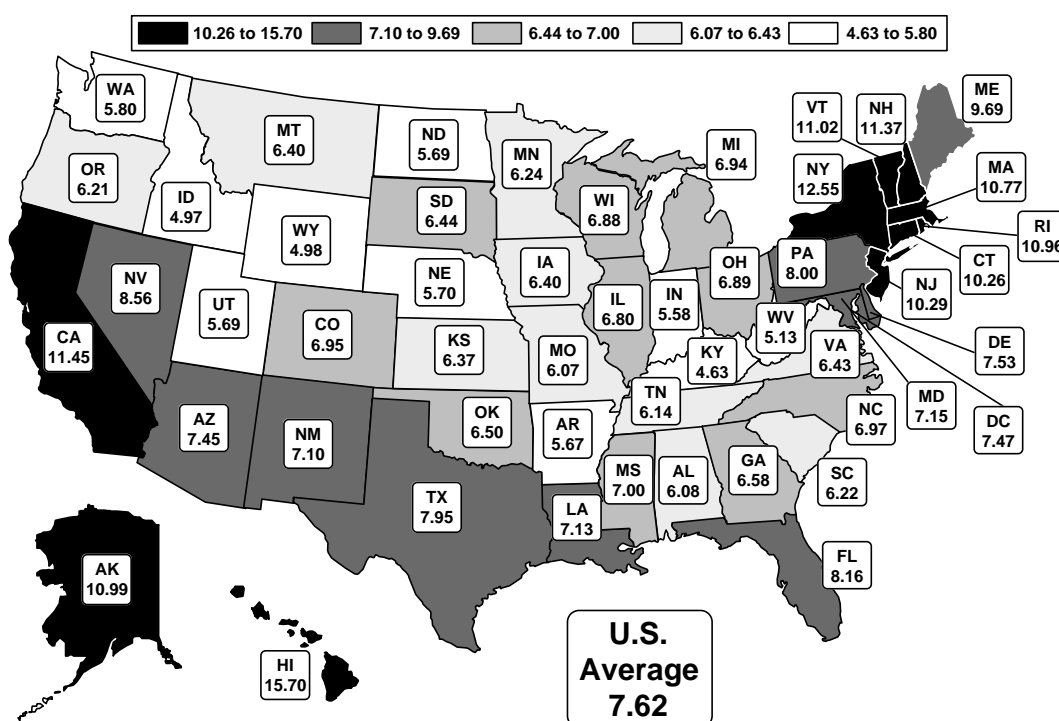 10.26 to 15.70
7.10 to 9.69
6.44 to 7.00
6.07 to 6.43
4.63 to 5.80
WA
5.80
MT
6.40
ND
5.69
MN
6.24
MI
6.94
VT
11.02
NH
11.37
ME
9.69
OR
6.21
ID
4.97
WY
4.98
SD
6.44
WI
6.88
NY
12.55
MA
10.77
RI
10.96
CT
10.26
NJ
10.29
PA
8.00
OH
6.89
NV
8.56
UT
5.69
CO
6.95
NE
5.70
IA
6.40
IL
6.80
IN
5.58
WV
5.13
VA
6.43
DE
7.53
CA
11.45
KS
6.37
MO
6.07
KY
4.63
MD
7.15
DC
7.47
AZ
7.45
NM
7.10
OK
6.50
AR
5.67
TN
6.14
NC
6.97
SC
6.22
TX
7.95
LA
7.13
MS
7.00
AL
6.08
GA
6.58
FL
8.16
AK
10.99
HI
15.70
U.S.
Average
7.62